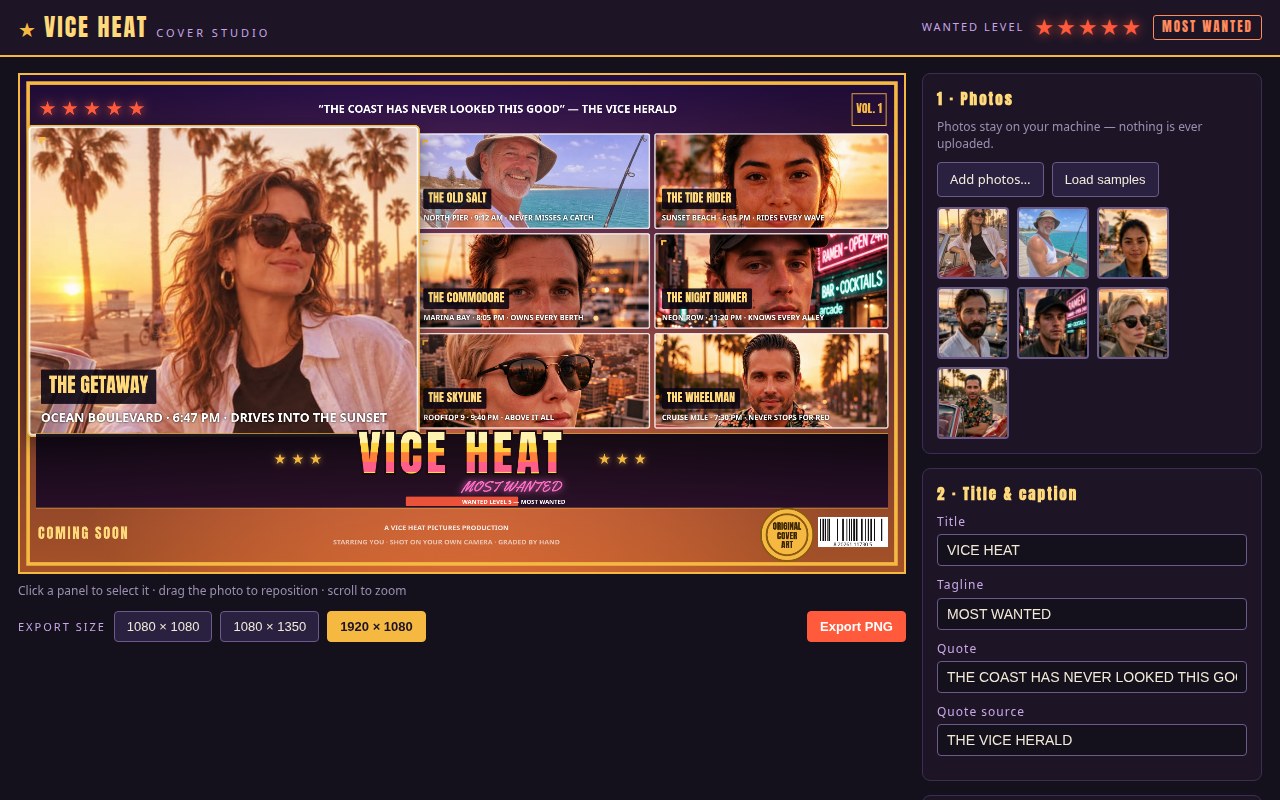 ★ VICE HEAT COVER STUDIO
WANTED LEVEL ★★★★★ MOST WANTED
★★★★★
“THE COAST HAS NEVER LOOKED THIS GOOD” — THE VICE HERALD
VOL. 1
THE GETAWAY
OCEAN BOULEVARD · 6:47 PM · DRIVES INTO THE SUNSET
THE OLD SALT
NORTH PIER · 9:12 AM · NEVER MISSES A CATCH
THE TIDE RIDER
SUNSET BEACH · 6:15 PM · RIDES EVERY WAVE
THE COMMODORE
MARINA BAY · 8:05 PM · OWNS EVERY BERTH
RAMEN - OPEN 24H
BAR · COCKTAILS
arcade
THE NIGHT RUNNER
NEON ROW · 11:20 PM · KNOWS EVERY ALLEY
THE SKYLINE
ROOFTOP 9 · 9:40 PM · ABOVE IT ALL
THE WHEELMAN
CRUISE MILE · 7:30 PM · NEVER STOPS FOR RED
★★★ VICE HEAT ★★★
MOST WANTED
WANTED LEVEL 5 — MOST WANTED
COMING SOON
A VICE HEAT PICTURES PRODUCTION
STARRING YOU · SHOT ON YOUR OWN CAMERA · GRADED BY HAND
ORIGINAL
COVER
ART
Click a panel to select it · drag the photo to reposition · scroll to zoom
EXPORT SIZE 1080 × 1080 1080 × 1350 1920 × 1080 Export PNG
1 · Photos
Photos stay on your machine — nothing is ever
uploaded.
Add photos... Load samples
RAMEN
2 · Title & caption
Title
VICE HEAT
Tagline
MOST WANTED
Quote
THE COAST HAS NEVER LOOKED THIS GO
Quote source
THE VICE HERALD